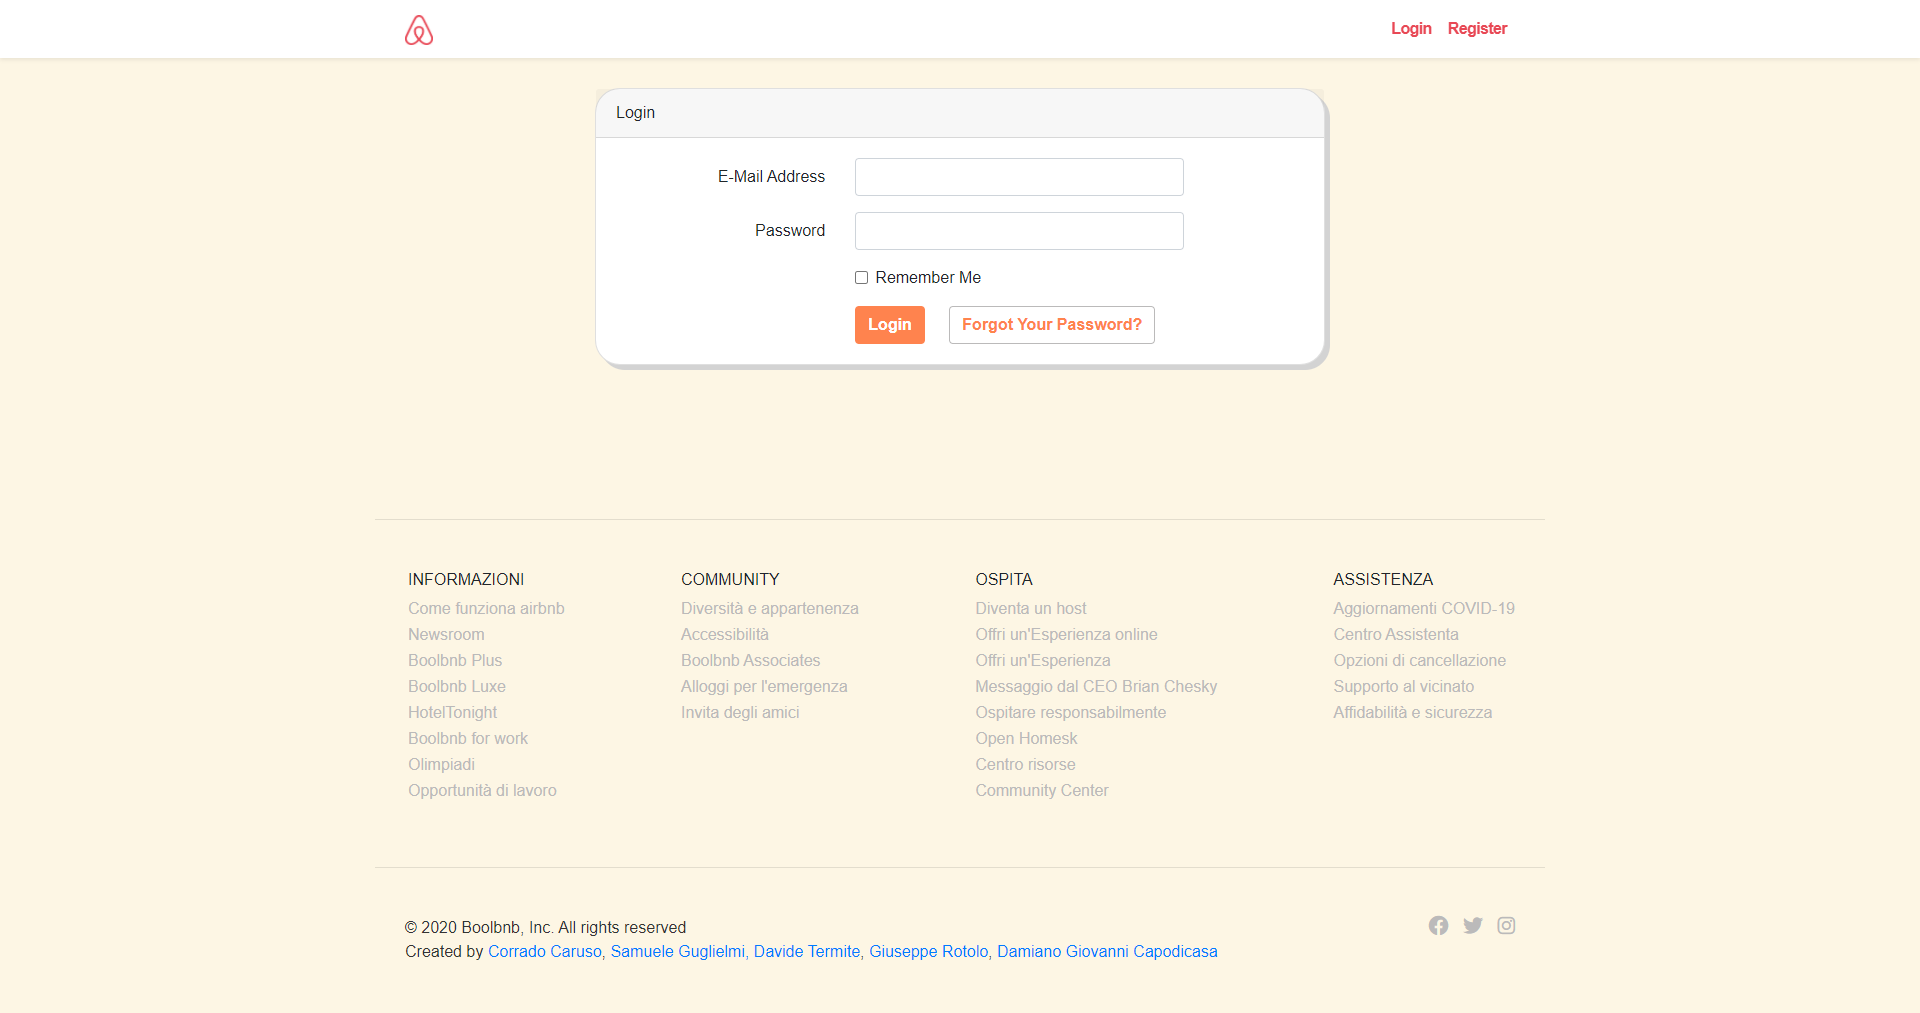 Login Register
Login
E-Mail Address
Password
Remember Me
Login Forgot Your Password?
INFORMAZIONI
Come funziona airbnb
Newsroom
Boolbnb Plus
Boolbnb Luxe
HotelTonight
Boolbnb for work
Olimpiadi
Opportunità di lavoro
COMMUNITY
Diversità e appartenenza
Accessibilità
Boolbnb Associates
Alloggi per l'emergenza
Invita degli amici
OSPITA
Diventa un host
Offri un'Esperienza online
Offri un'Esperienza
Messaggio dal CEO Brian Chesky
Ospitare responsabilmente
Open Homesk
Centro risorse
Community Center
ASSISTENZA
Aggiornamenti COVID-19
Centro Assistenta
Opzioni di cancellazione
Supporto al vicinato
Affidabilità e sicurezza
© 2020 Boolbnb, Inc. All rights reserved
Created by Corrado Caruso, Samuele Guglielmi, Davide Termite, Giuseppe Rotolo, Damiano Giovanni Capodicasa